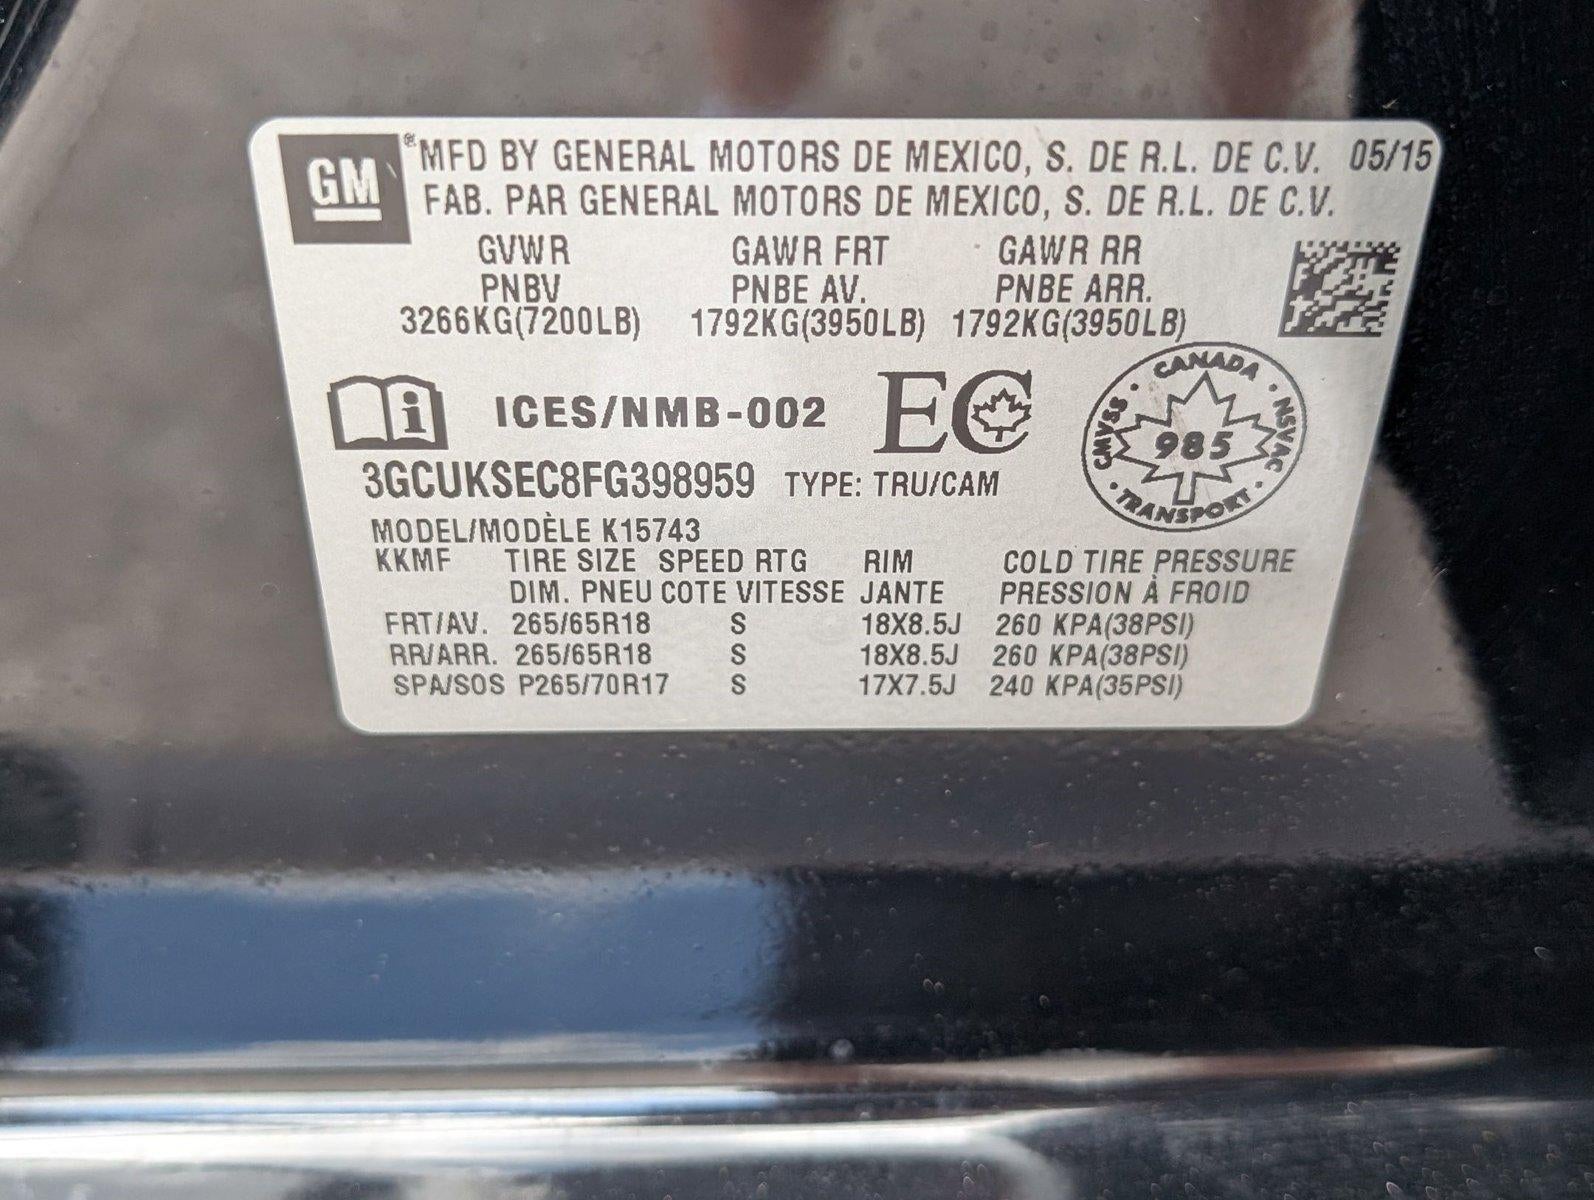 GM ® MFD BY GENERAL MOTORS DE MEXICO, S. DE R.L. DE C.V. 05/15
FAB. PAR GENERAL MOTORS DE MEXICO, S. DE R.L. DE C.V.
GVWR GAWR FRT GAWR RR
PNBV PNBE AV. PNBE ARR.
3266KG(7200LB) 1792KG(3950LB) 1792KG(3950LB)
i ICES/NMB-002 EC
CANADA
CMVSS 985 NSVAC
TRANSPORT
3GCUKSEC8FG398959 TYPE: TRU/CAM
MODEL/MODÈLE K15743
KKMF TIRE SIZE SPEED RTG RIM COLD TIRE PRESSURE
DIM. PNEU COTE VITESSE JANTE PRESSION À FROID
FRT/AV. 265/65R18 S 18X8.5J 260 KPA(38PSI)
RR/ARR. 265/65R18 S 18X8.5J 260 KPA(38PSI)
SPA/SOS P265/70R17 S 17X7.5J 240 KPA(35PSI)